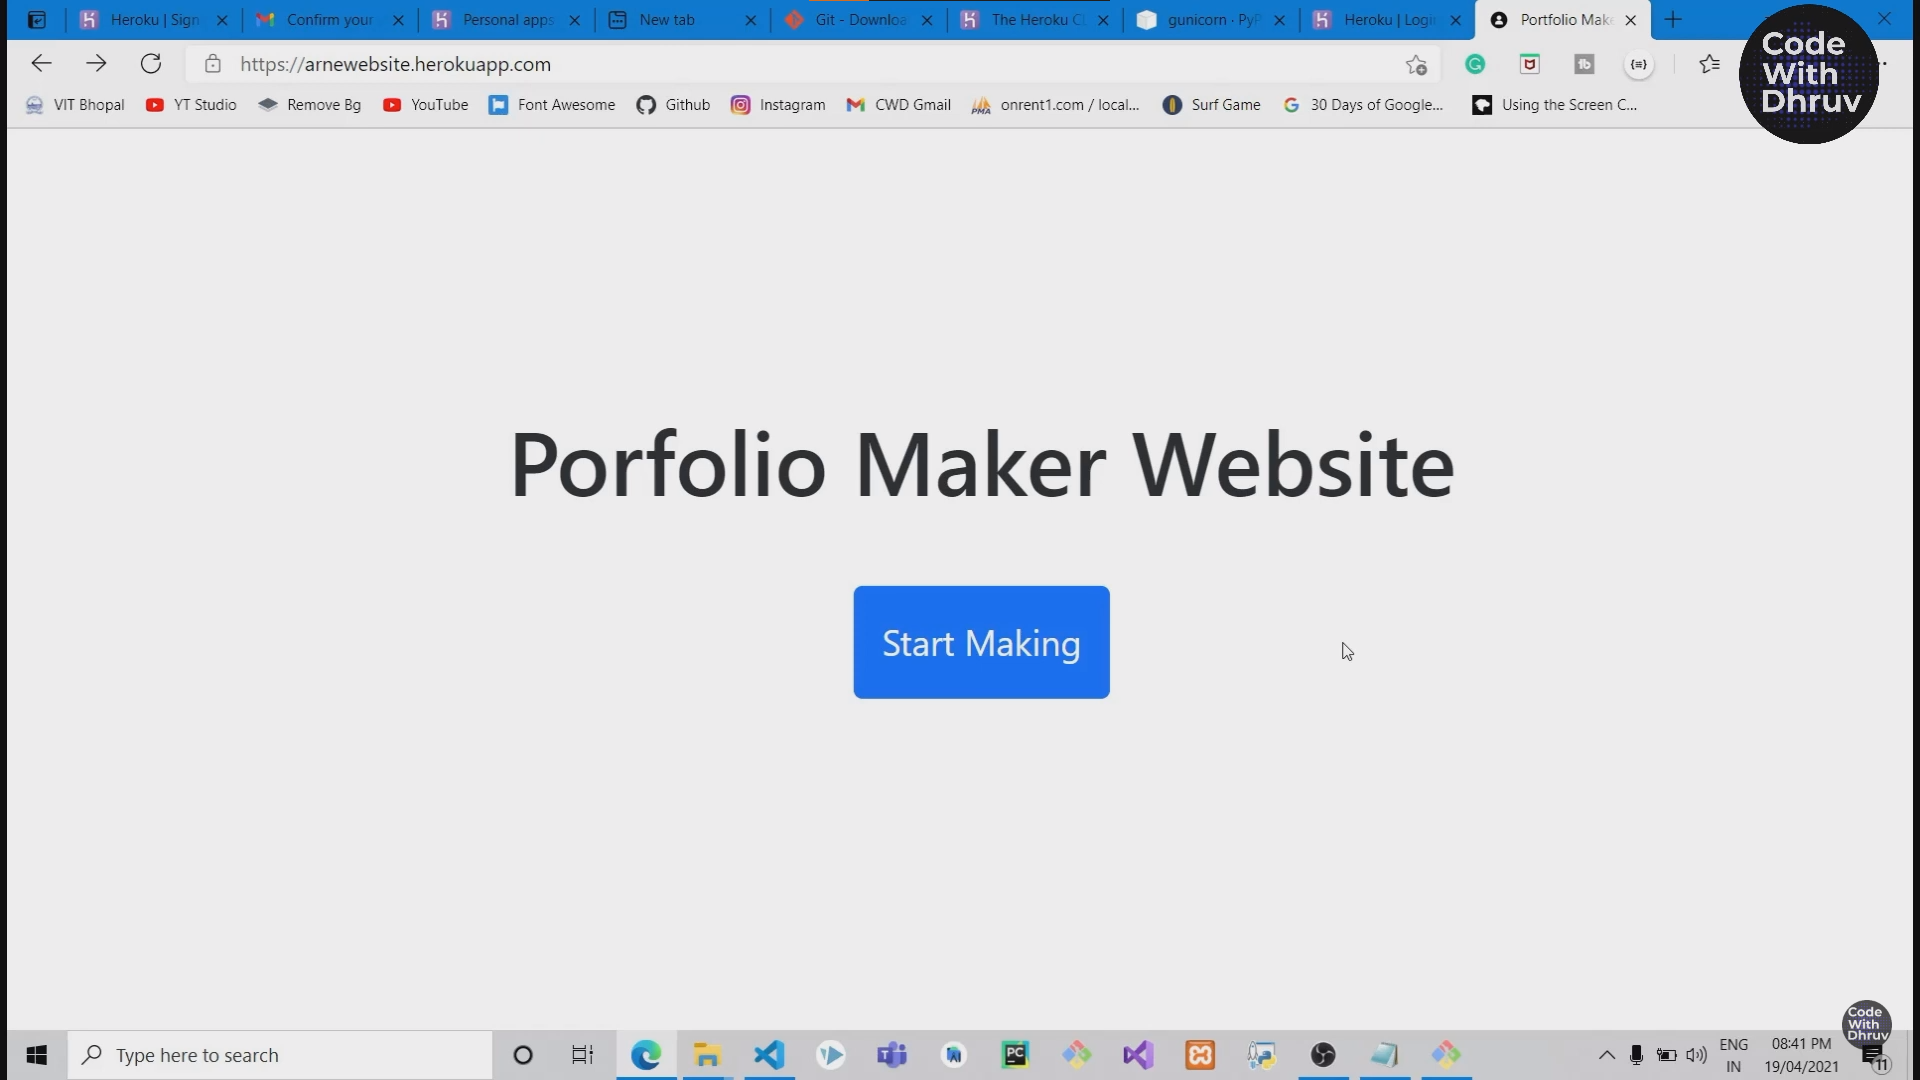 Heroku | Sign
Confirm your
Personal apps
New tab
Git - Downloa
The Heroku C
gunicorn · PyP
Heroku | Logi
Portfolio Mak
https://arnewebsite.herokuapp.com
Code
With
Dhruv
VIT Bhopal
YT Studio
Remove Bg
YouTube
Font Awesome
Github
Instagram
CWD Gmail
onrent1.com / local...
Surf Game
30 Days of Google...
Using the Screen C...
Porfolio Maker Website
Start Making
Code
With
Dhruv
Type here to search
ENG
IN
08:41 PM
19/04/2021
11